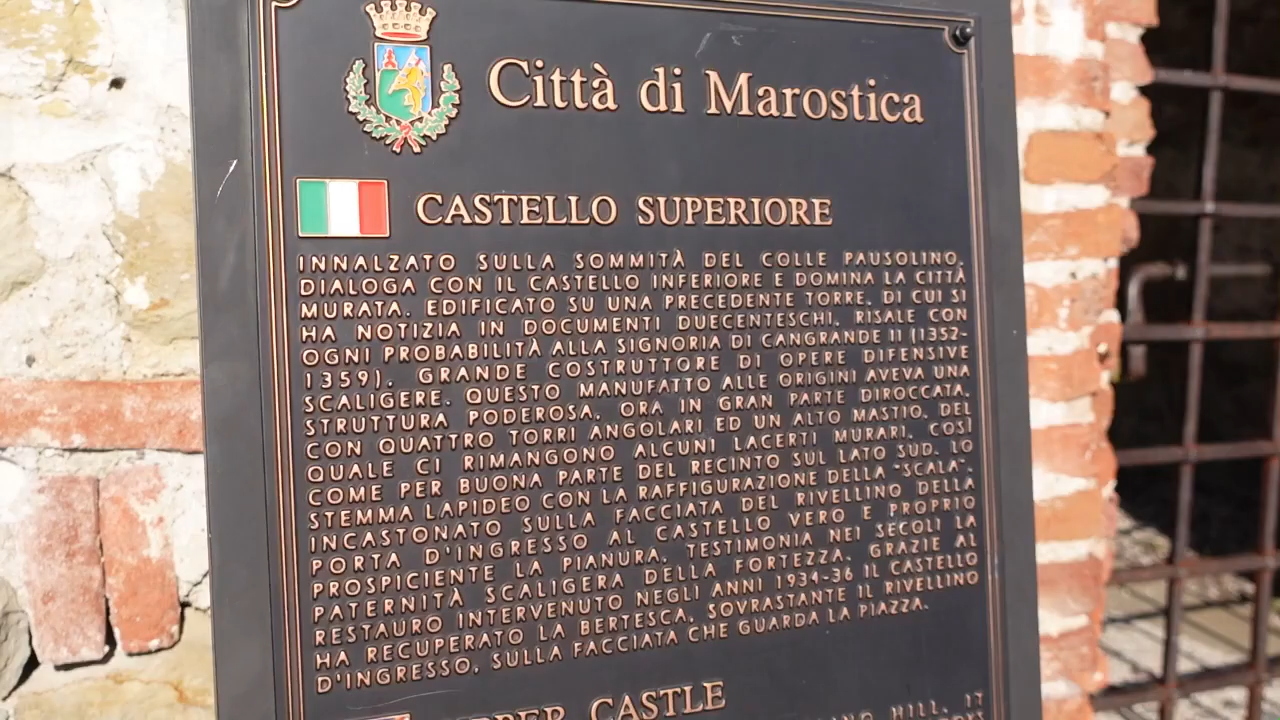 Città di Marostica
CASTELLO SUPERIORE
INNALZATO SULLA SOMMITÀ DEL COLLE PAUSOLINO,
DIALOGA CON IL CASTELLO INFERIORE E DOMINA LA CITTÀ
MURATA. EDIFICATO SU UNA PRECEDENTE TORRE, DI CUI SI
HA NOTIZIA IN DOCUMENTI DUECENTESCHI, RISALE CON
OGNI PROBABILITÀ ALLA SIGNORIA DI CANGRANDE II (1352-
1359), GRANDE COSTRUTTORE DI OPERE DIFENSIVE
SCALIGERE. QUESTO MANUFATTO ALLE ORIGINI AVEVA UNA
STRUTTURA PODEROSA, ORA IN GRAN PARTE DIROCCATA,
CON QUATTRO TORRI ANGOLARI ED UN ALTO MASTIO, DEL
QUALE CI RIMANGONO ALCUNI LACERTI MURARI, COSÌ
COME PER BUONA PARTE DEL RECINTO SUL LATO SUD. LO
STEMMA LAPIDEO CON LA RAFFIGURAZIONE DELLA "SCALA",
INCASTONATO SULLA FACCIATA DEL RIVELLINO DELLA
PORTA D'INGRESSO AL CASTELLO VERO E PROPRIO
PROSPICIENTE LA PIANURA, TESTIMONIA NEI SECOLI LA
PATERNITÀ SCALIGERA DELLA FORTEZZA. GRAZIE AL
RESTAURO INTERVENUTO NEGLI ANNI 1934-36 IL CASTELLO
HA RECUPERATO LA BERTESCA, SOVRASTANTE IL RIVELLINO
D'INGRESSO, SULLA FACCIATA CHE GUARDA LA PIAZZA.
UPPER CASTLE
HILL, IT